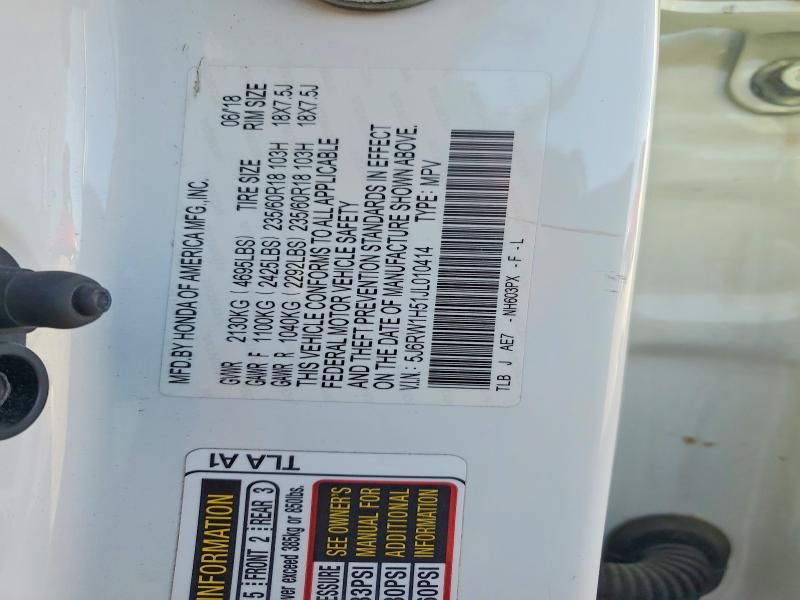 MFD.BY HONDA OF AMERICA MFG.,INC. 06/18
GVWR 2130KG (4695LBS) TIRE SIZE RIM SIZE
GAWR F 1100KG (2425LBS) 235/60R18 103H 18X7.5J
GAWR R 1040KG (2292LBS) 235/60R18 103H 18X7.5J
THIS VEHICLE CONFORMS TO ALL APPLICABLE
FEDERAL MOTOR VEHICLE SAFETY
AND THEFT PREVENTION STANDARDS IN EFFECT
ON THE DATE OF MANUFACTURE SHOWN ABOVE.
V.I.N.: 5J6RW1H51JL010414 TYPE: MPV
TLB J AE7 - NH603PX - F - L
TLA A1
INFORMATION
5 FRONT 2 REAR 3
over exceed 385kg or 850lbs.
SEE OWNER'S
MANUAL FOR
ADDITIONAL
INFORMATION